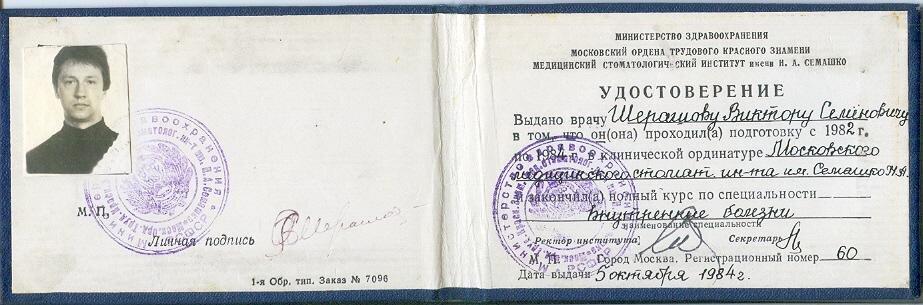 М. П.
Личная подпись
1-я Обр. тип. Заказ № 7096
МИНИСТЕРСТВО ЗДРАВООХРАНЕНИЯ
МОСКОВСКИЙ ОРДЕНА ТРУДОВОГО КРАСНОГО ЗНАМЕНИ
МЕДИЦИНСКИЙ СТОМАТОЛОГИЧЕСКИЙ ИНСТИТУТ имени Н. А. СЕМАШКО
УДОСТОВЕРЕНИЕ
Выдано врачу Шерашову Виктору Семёновичу
в том, что он(она) проходил(а) подготовку с 1982 г.
по 1984 г. в клинической ординатуре Московского
медицинского стомат ин-та им. Семашко Н.А.
и закончил(а) полный курс по специальности
Внутренние болезни
наименование специальности
Ректор института Секретарь
М. П. Город Москва. Регистрационный номер 60
Дата выдачи 5 октября 1984 г.